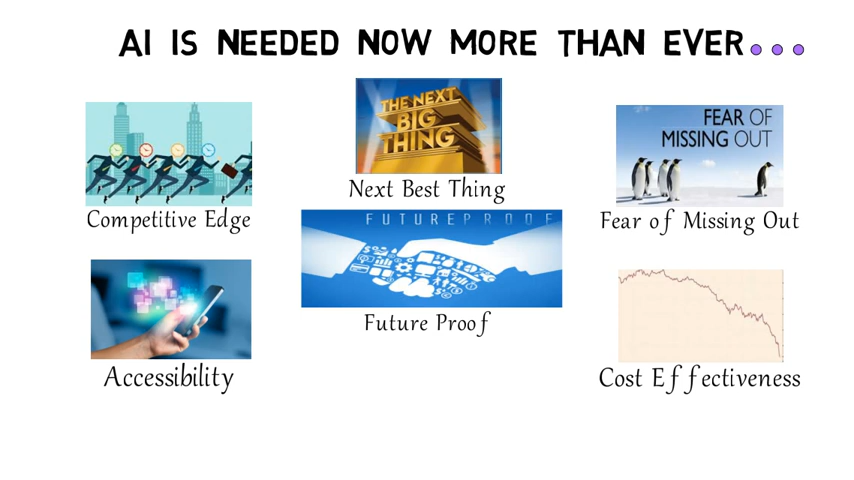 AI IS NEEDED NOW MORE THAN EVER...
THE NEXT
BIG
THING
Next Best Thing
Competitive Edge
FEAR OF
MISSING OUT
Fear of Missing Out
FUTUREPROOF
Future Proof
Accessibility
Cost Effectiveness